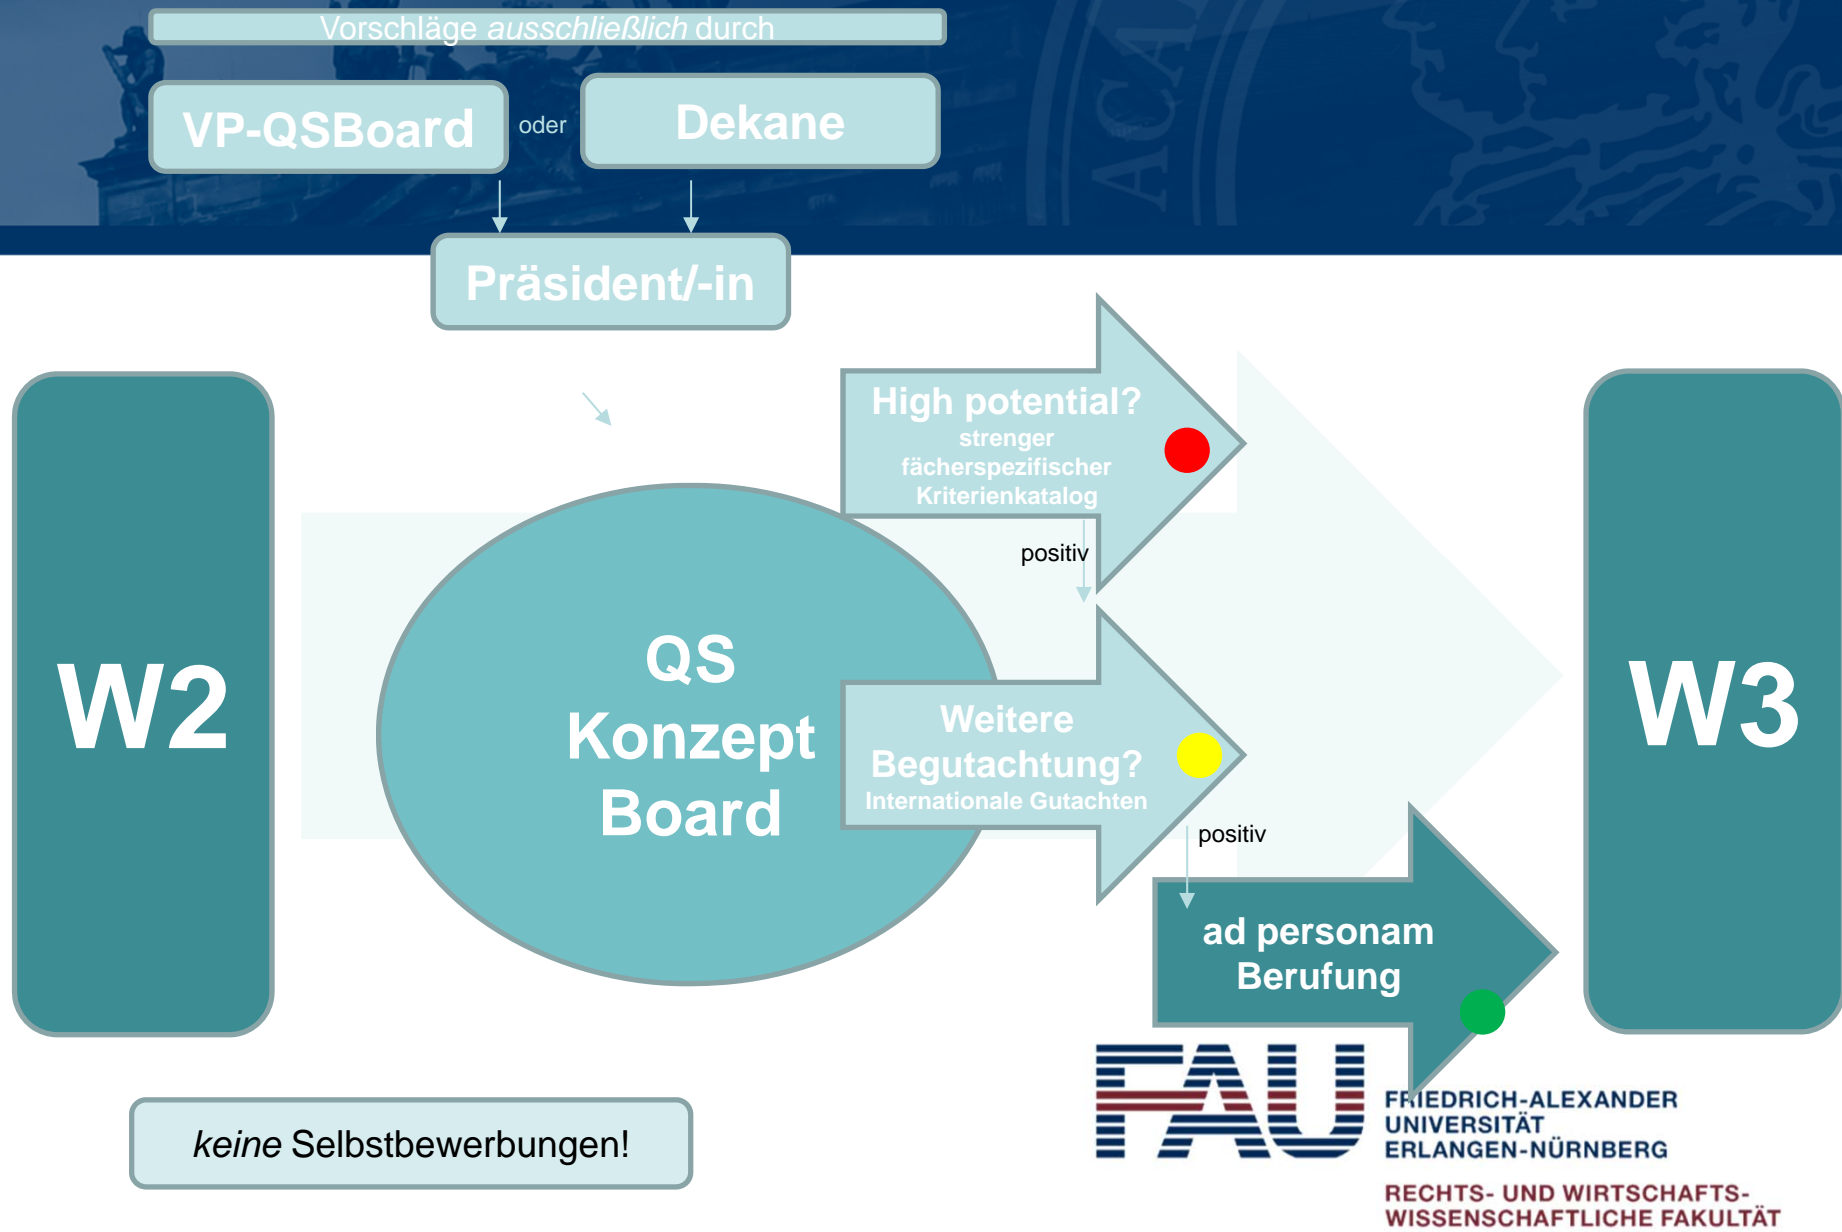 Vorschläge ausschließlich durch
VP-QSBoard
oder
Dekane
Präsident/-in
W2
QS
Konzept
Board
High potential?
strenger
fächerspezifischer
Kriterienkatalog
positiv
Weitere
Begutachtung?
Internationale Gutachten
positiv
ad personam
Berufung
W3
keine Selbstbewerbungen!
FAU
FRIEDRICH-ALEXANDER
UNIVERSITÄT
ERLANGEN-NÜRNBERG
RECHTS- UND WIRTSCHAFTS-
WISSENSCHAFTLICHE FAKULTÄT
ACA